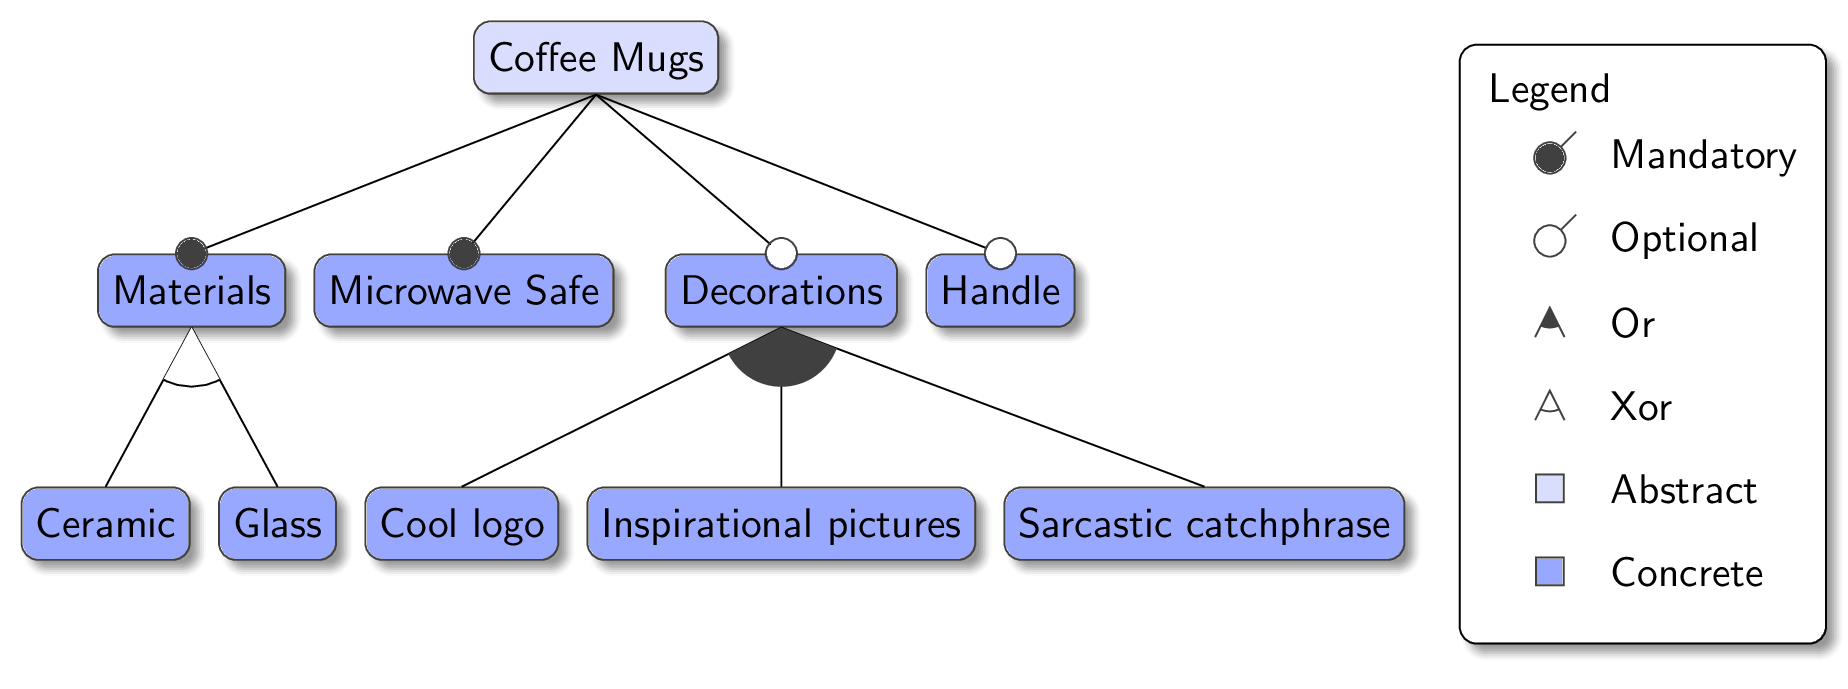 Coffee Mugs
Materials
Microwave Safe
Decorations
Handle
Ceramic
Glass
Cool logo
Inspirational pictures
Sarcastic catchphrase
Legend
Mandatory
Optional
Or
Xor
Abstract
Concrete